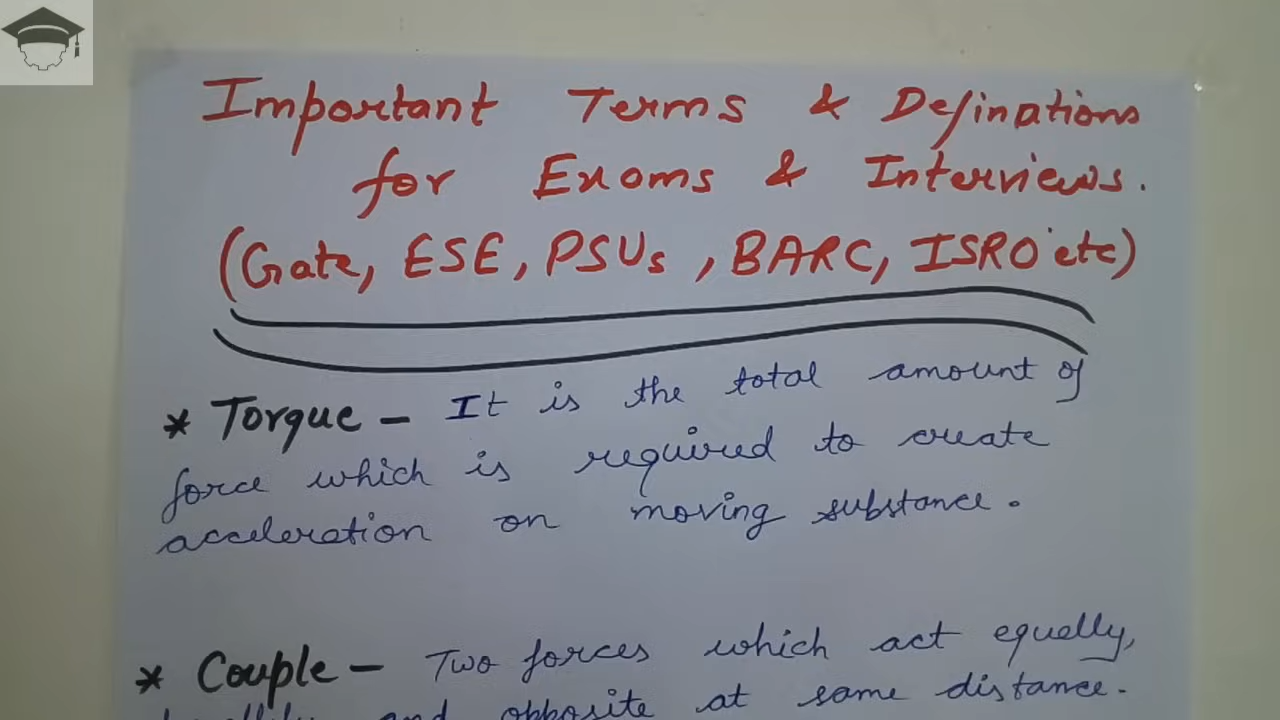 Important Terms & Definations
for Exams & Interviews.
(Gate, ESE, PSUs, BARC, ISRO etc)
* Torque - It is the total amount of
force which is required to create
acceleration on moving substance.
* Couple - Two forces which act equelly,
and opposite at same distance.